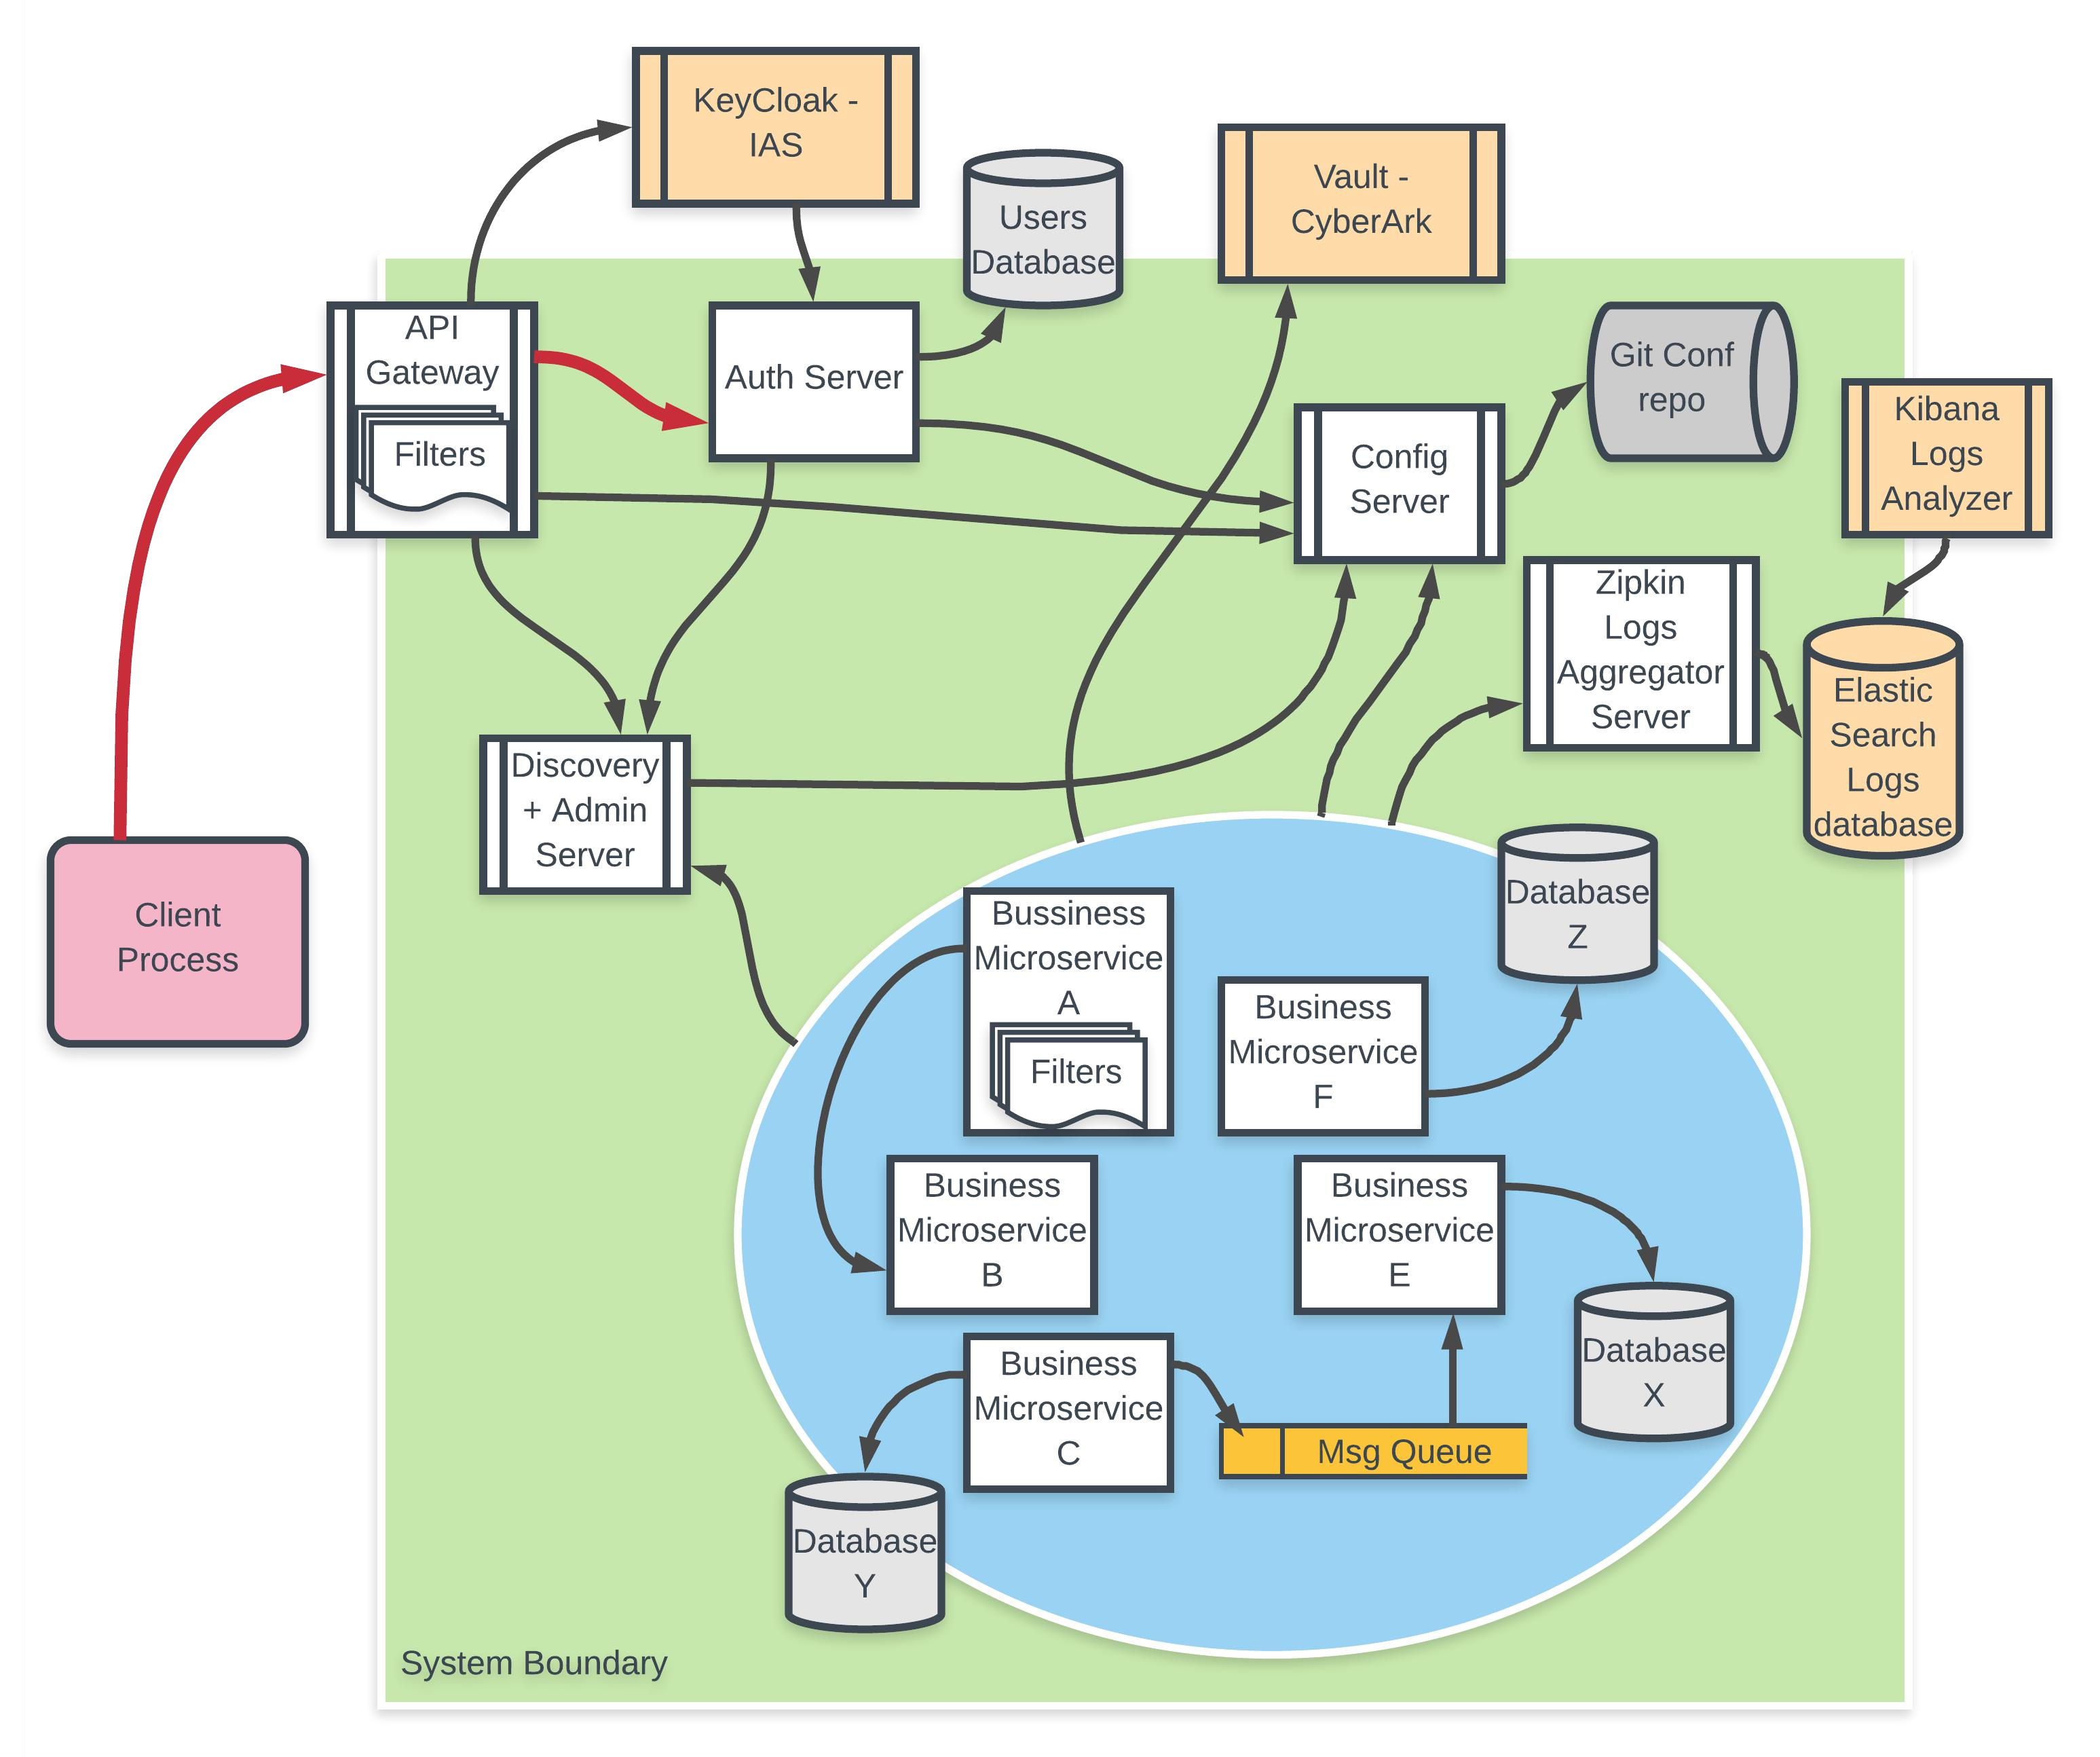 KeyCloak -
IAS
Vault -
CyberArk
Users
Database
API
Gateway
Filters
Auth Server
Git Conf
repo
Kibana
Logs
Analyzer
Config
Server
Zipkin
Logs
Aggregator
Server
Elastic
Search
Logs
database
Discovery
+ Admin
Server
Client
Process
Bussiness
Microservice
A
Filters
Database
Z
Business
Microservice
F
Business
Microservice
B
Business
Microservice
E
Database
X
Business
Microservice
C
Msg Queue
Database
Y
System Boundary